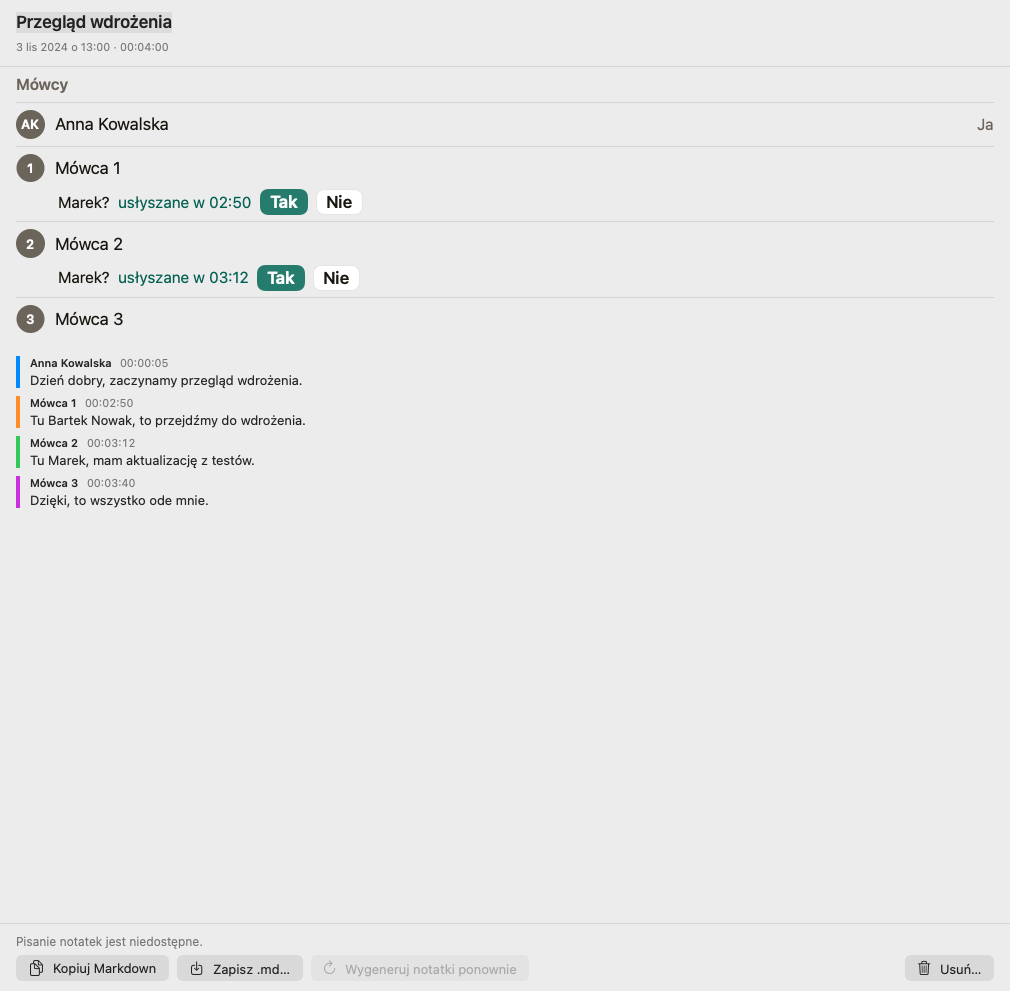 Przegląd wdrożenia
3 lis 2024 o 13:00 · 00:04:00
Mówcy
AK Anna Kowalska Ja
1 Mówca 1
Marek? usłyszane w 02:50 Tak Nie
2 Mówca 2
Marek? usłyszane w 03:12 Tak Nie
3 Mówca 3
Anna Kowalska 00:00:05
Dzień dobry, zaczynamy przegląd wdrożenia.
Mówca 1 00:02:50
Tu Bartek Nowak, to przejdźmy do wdrożenia.
Mówca 2 00:03:12
Tu Marek, mam aktualizację z testów.
Mówca 3 00:03:40
Dzięki, to wszystko ode mnie.
Pisanie notatek jest niedostępne.
Kopiuj Markdown Zapisz .md... Wygeneruj notatki ponownie Usuń...